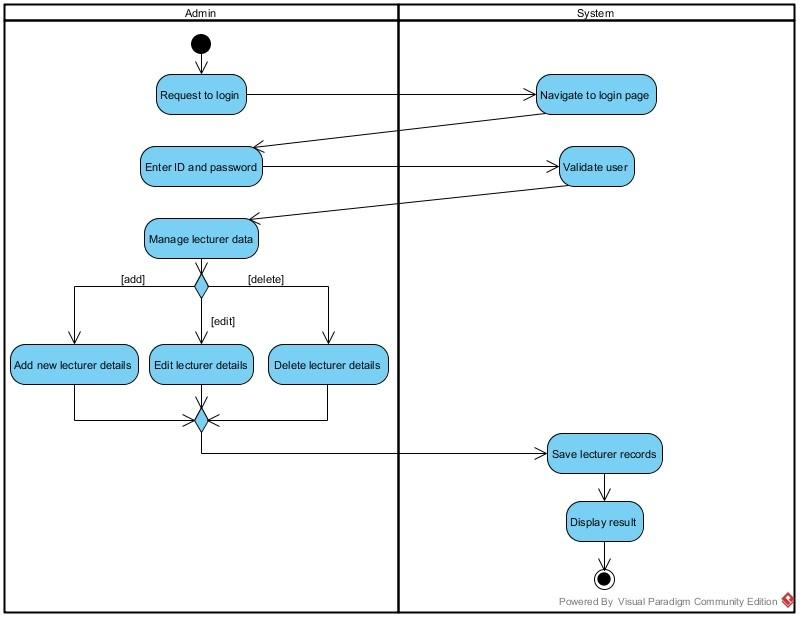 Admin
System
Request to login
Navigate to login page
Enter ID and password
Validate user
Manage lecturer data
[add]
[delete]
[edit]
Add new lecturer details
Edit lecturer details
Delete lecturer details
Save lecturer records
Display result
Powered By Visual Paradigm Community Edition